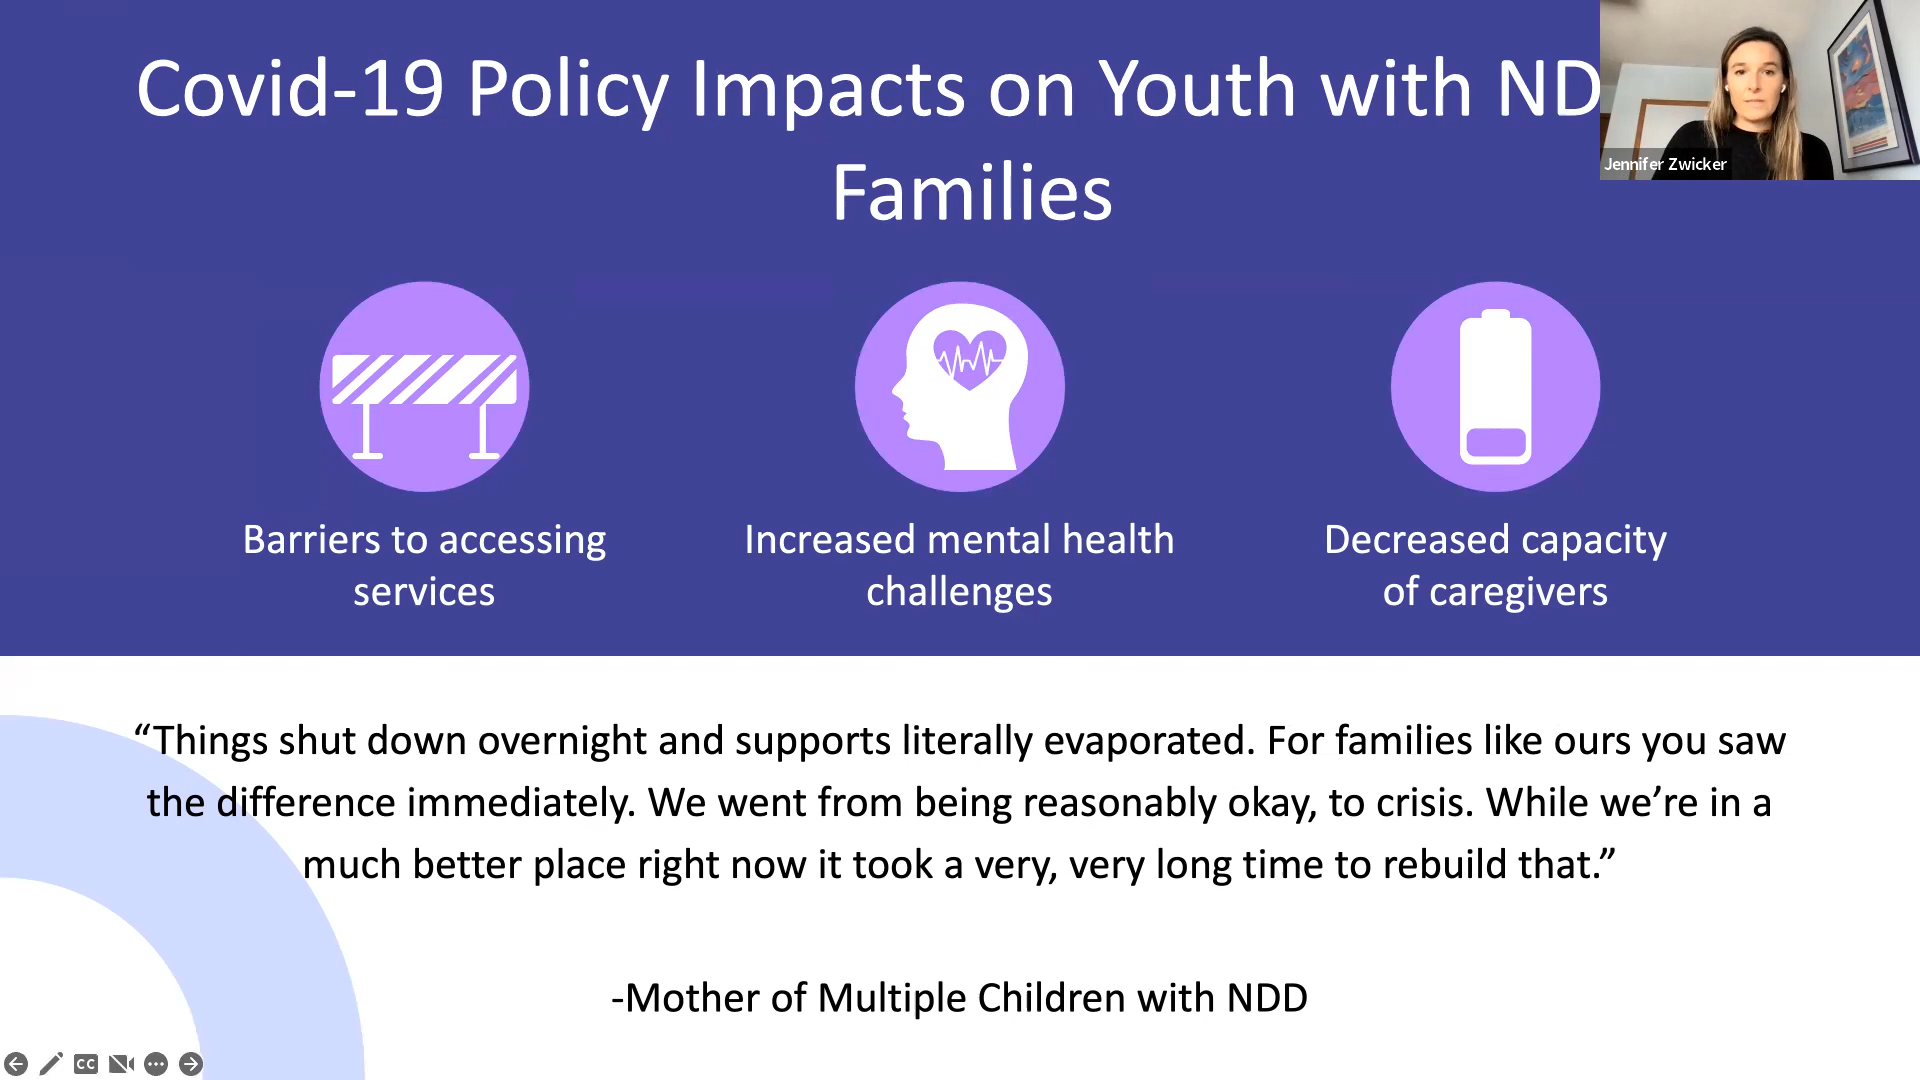 Covid-19 Policy Impacts on Youth with ND
Families
Jennifer Zwicker
Barriers to accessing
services
Increased mental health
challenges
Decreased capacity
of caregivers
“Things shut down overnight and supports literally evaporated. For families like ours you saw
the difference immediately. We went from being reasonably okay, to crisis. While we’re in a
much better place right now it took a very, very long time to rebuild that.”
-Mother of Multiple Children with NDD
CC